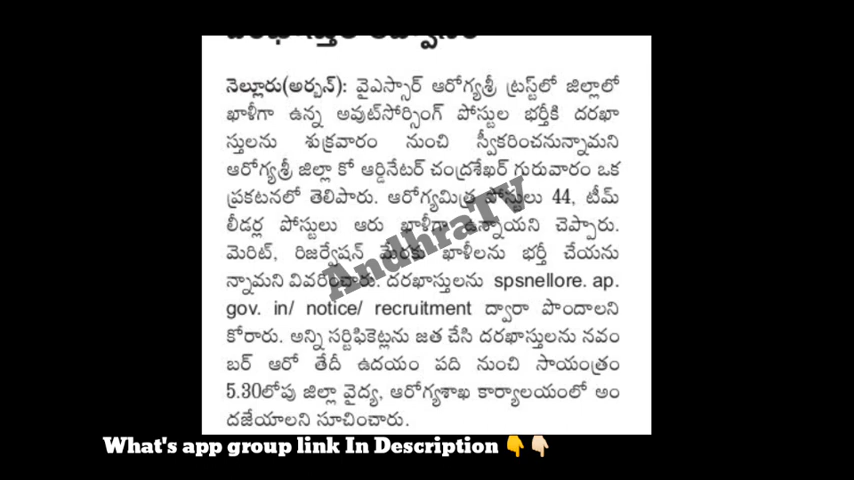 నెల్లూరు(అర్బన్): వైఎస్సార్ ఆరోగ్యశ్రీ ట్రస్ట్‌లో జిల్లాలో
ఖాళీగా ఉన్న అవుట్‌సోర్సింగ్ పోస్టుల భర్తీకి దరఖా
స్తులను శుక్రవారం నుంచి స్వీకరించనున్నామని
ఆరోగ్యశ్రీ జిల్లా కో ఆర్డినేటర్ చంద్రశేఖర్ గురువారం ఒక
ప్రకటనలో తెలిపారు. ఆరోగ్యమిత్ర పోస్టులు 44, టీమ్
లీడర్ల పోస్టులు ఆరు ఖాళీగా ఉన్నాయని చెప్పారు.
మెరిట్, రిజర్వేషన్ మేరకు ఖాళీలను భర్తీ చేయను
న్నామని వివరించారు. దరఖాస్తులను spsnellore. ap.
gov. in/ notice/ recruitment ద్వారా పొందాలని
కోరారు. అన్ని సర్టిఫికెట్లను జత చేసి దరఖాస్తులను నవం
బర్ ఆరో తేదీ ఉదయం పది నుంచి సాయంత్రం
5.30లోపు జిల్లా వైద్య, ఆరోగ్యశాఖ కార్యాలయంలో అం
దజేయాలని సూచించారు.
AndhraTv
What's app group link In Description 👇👇🏻